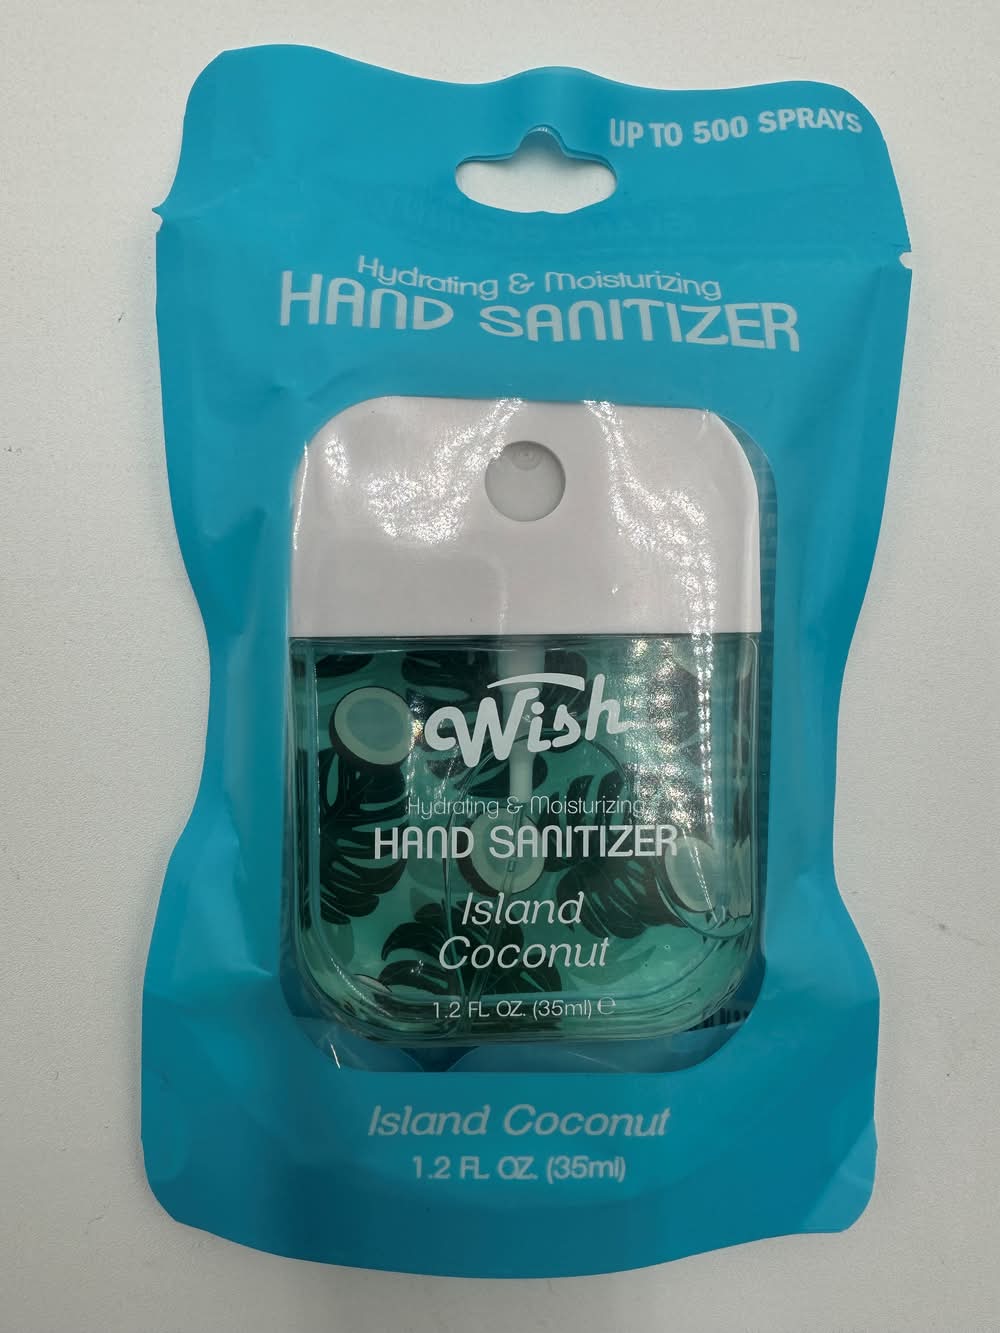 UP TO 500 SPRAYS
Hydrating & Moisturizing
HAND SANITIZER
Wish
Hydrating & Moisturizing
HAND SANITIZER
Island
Coconut
1.2 FL OZ. (35ml) ℮
Island Coconut
1.2 FL OZ. (35ml)